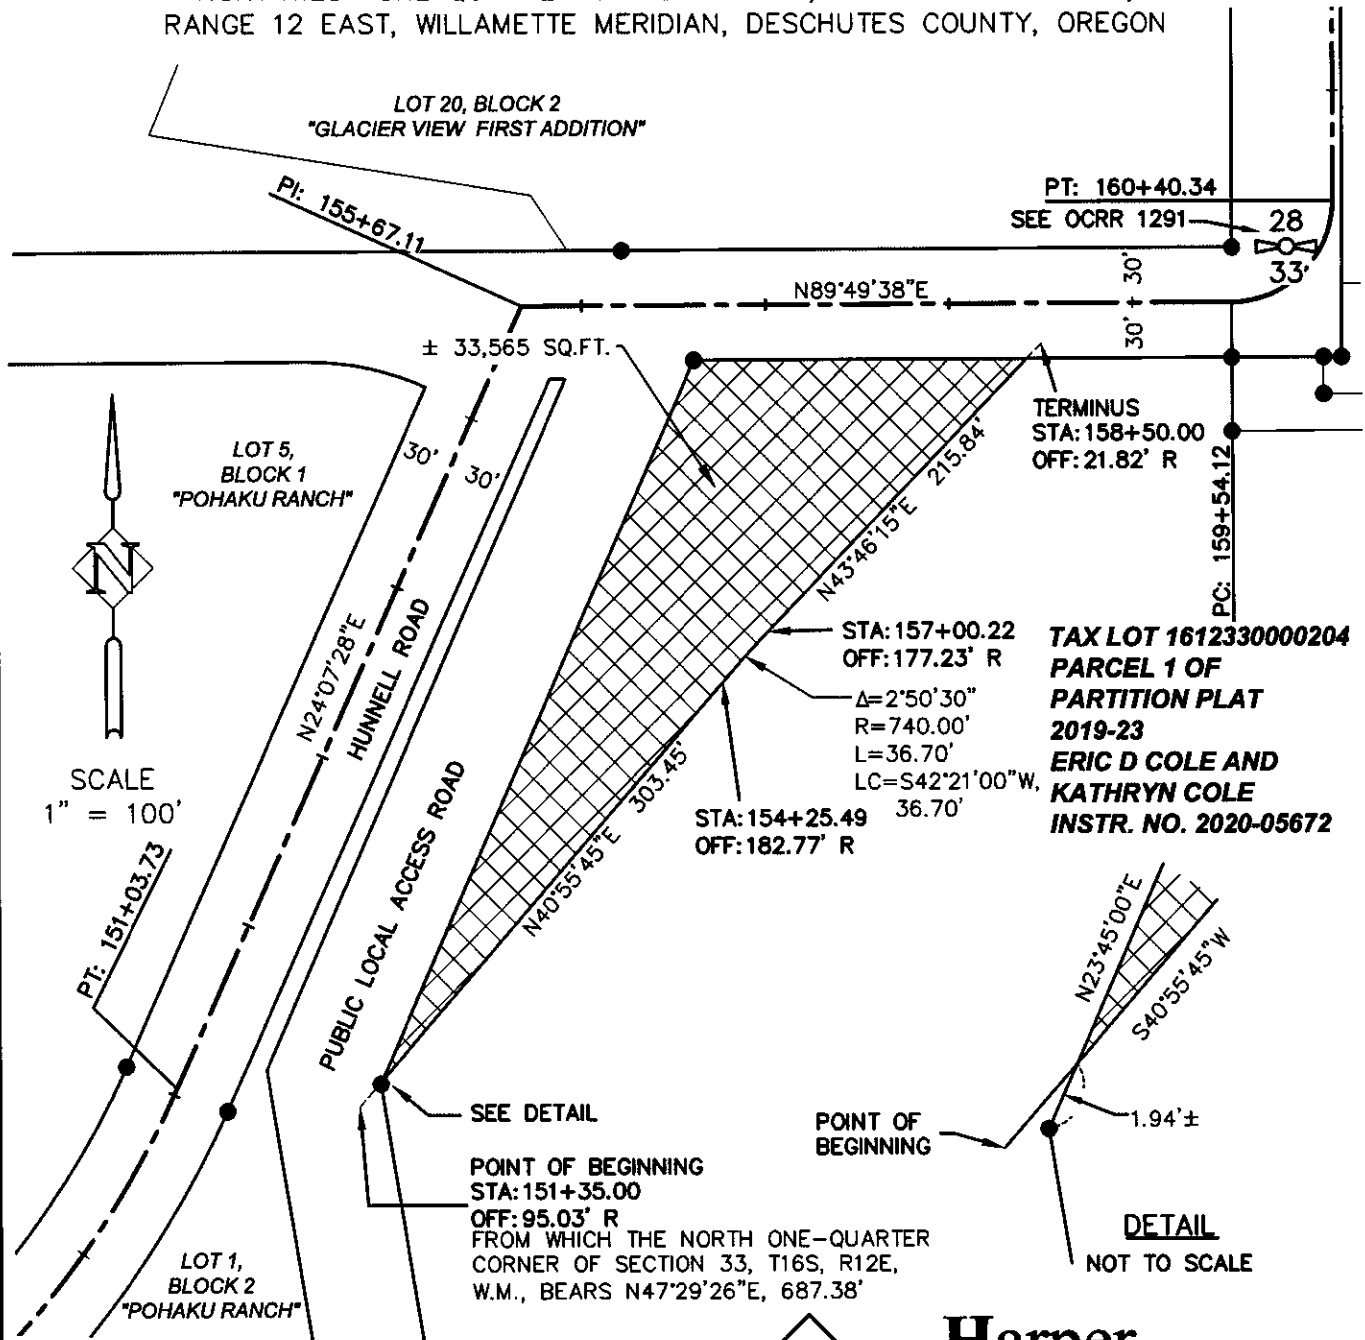 RANGE 12 EAST, WILLAMETTE MERIDIAN, DESCHUTES COUNTY, OREGON
LOT 20, BLOCK 2
"GLACIER VIEW FIRST ADDITION"
PI: 155+67.11
PT: 160+40.34
SEE OCRR 1291
28
33
N89°49'38"E
30' + 30'
± 33,565 SQ.FT.
TERMINUS
STA: 158+50.00
OFF: 21.82' R
LOT 5,
BLOCK 1
"POHAKU RANCH"
30'
30'
N
N43°46'15"E 215.84'
PC: 159+54.12
N24°07'28"E
HUNNELL ROAD
STA: 157+00.22
OFF: 177.23' R
Δ=2°50'30"
R=740.00'
L=36.70'
LC=S42°21'00"W,
36.70'
TAX LOT 1612330000204
PARCEL 1 OF
PARTITION PLAT
2019-23
ERIC D COLE AND
KATHRYN COLE
INSTR. NO. 2020-05672
SCALE
1" = 100'
STA: 154+25.49
OFF: 182.77' R
N40°55'45"E 303.45'
PUBLIC LOCAL ACCESS ROAD
PT: 151+03.73
N23°45'00"E
S40°55'45"W
SEE DETAIL
POINT OF
BEGINNING
1.94'±
POINT OF BEGINNING
STA: 151+35.00
OFF: 95.03' R
FROM WHICH THE NORTH ONE-QUARTER
CORNER OF SECTION 33, T16S, R12E,
W.M., BEARS N47°29'26"E, 687.38'
DETAIL
NOT TO SCALE
LOT 1,
BLOCK 2
"POHAKU RANCH"
Harper